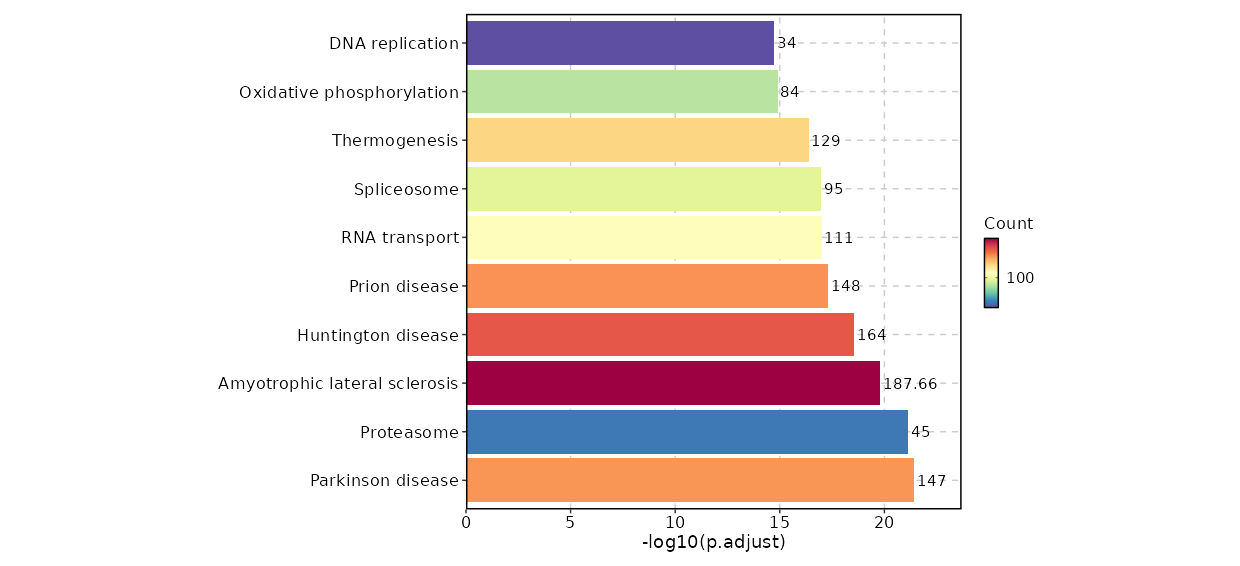 DNA replication 34
Oxidative phosphorylation 84
Thermogenesis 129
Spliceosome 95
RNA transport 111
Prion disease 148
Huntington disease 164
Amyotrophic lateral sclerosis 187.66
Proteasome 45
Parkinson disease 147
0 5 10 15 20
-log10(p.adjust)
Count
100